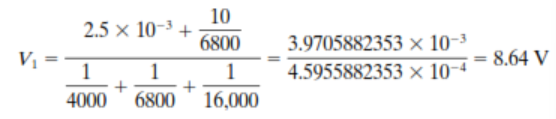 V₁ = (2.5 × 10⁻³ + 10/6800) / (1/4000 + 1/6800 + 1/16,000) = 3.9705882353 × 10⁻³ / 4.5955882353 × 10⁻⁴ = 8.64 V